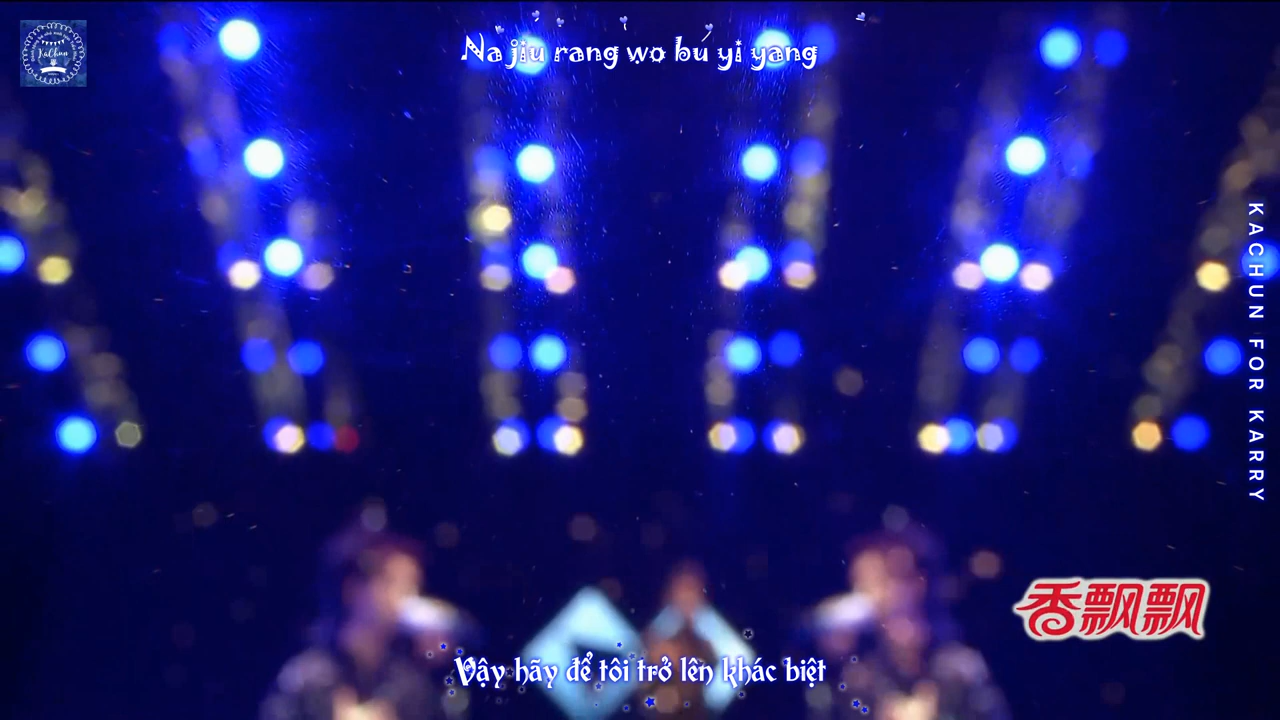 Na jiu rang wo bu yi yang
KaChun
KACHUN FOR KARRY
香飘飘
Vậy hãy để tôi trở lên khác biệt